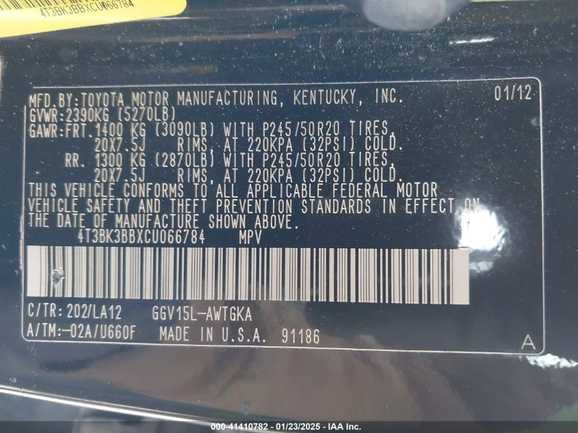 4T3BK3BBXCU066784
MFD.BY:TOYOTA MOTOR MANUFACTURING, KENTUCKY, INC. 01/12
GVWR:2390KG (5270LB)
GAWR:FRT.1400 KG (3090LB) WITH P245/50R20 TIRES,
20X7.5J RIMS, AT 220KPA (32PSI) COLD.
RR. 1300 KG (2870LB) WITH P245/50R20 TIRES,
20X7.5J RIMS, AT 220KPA (32PSI) COLD.
THIS VEHICLE CONFORMS TO ALL APPLICABLE FEDERAL MOTOR
VEHICLE SAFETY AND THEFT PREVENTION STANDARDS IN EFFECT ON
THE DATE OF MANUFACTURE SHOWN ABOVE.
4T3BK3BBXCU066784 MPV
C/TR:202/LA12 GGV15L-AWTGKA
A/TM:-02A/U660F MADE IN U.S.A. 91186 A
000-41410782 - 01/23/2025 - IAA Inc.